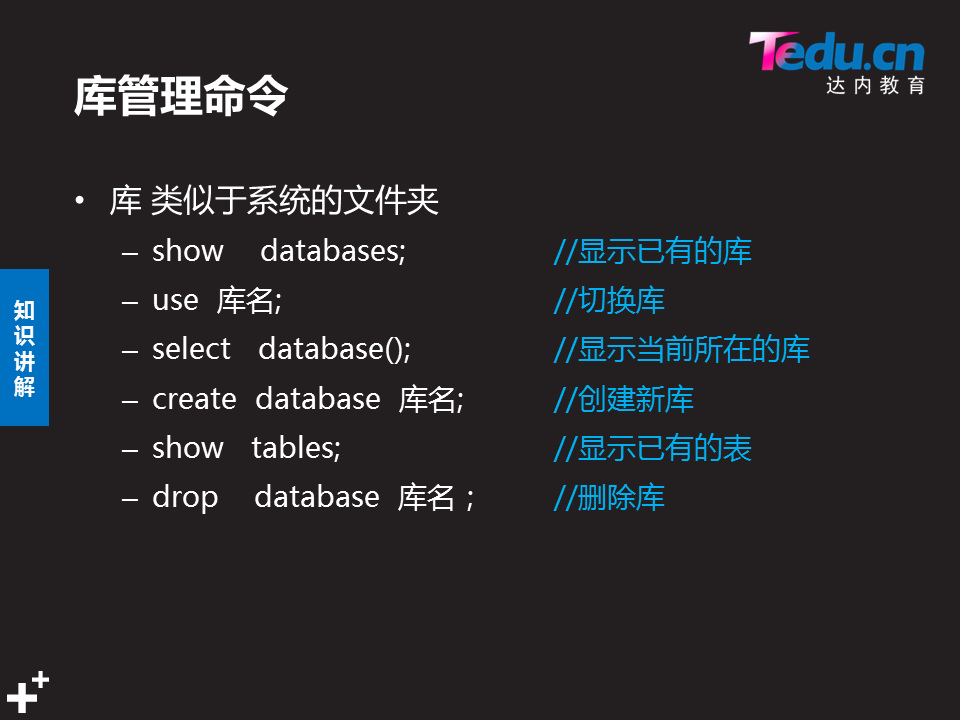 Tedu.cn
达内教育
库管理命令
• 库 类似于系统的文件夹
– show databases; //显示已有的库
– use 库名; //切换库
– select database(); //显示当前所在的库
– create database 库名; //创建新库
– show tables; //显示已有的表
– drop database 库名； //删除库
知
识
讲
解